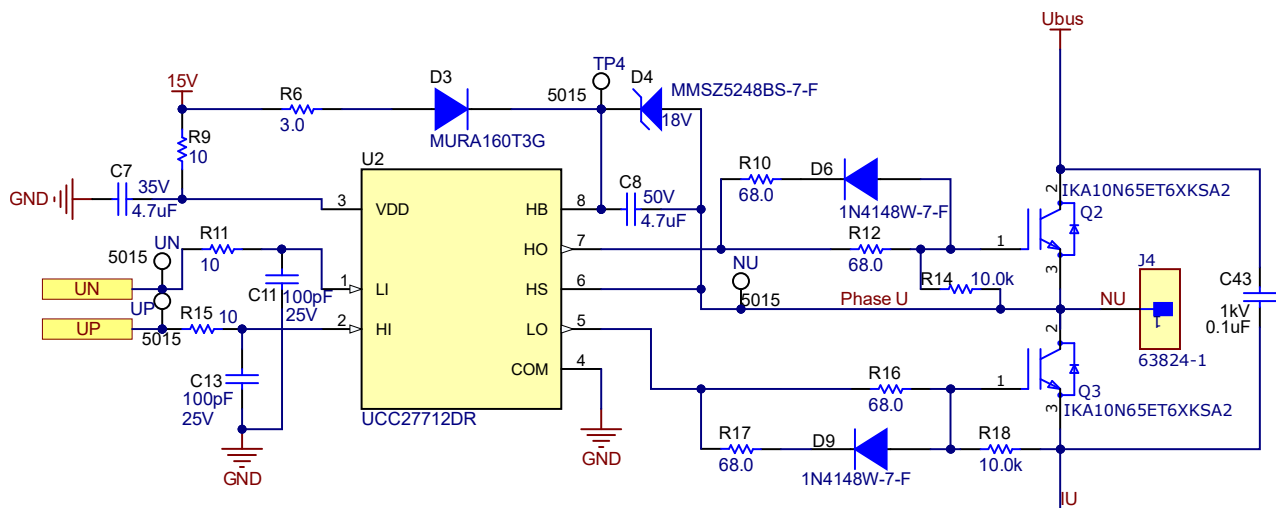 Ubus
TP4
D3
D4
MMSZ5248BS-7-F
15V
R6
5015
3.0
18V
R9
MURA160T3G
10
U2
R10
D6
C7
35V
C8
50V
2
IKA10N65ET6XKSA2
GND
3
VDD
HB
8
68.0
Q2
4.7uF
4.7uF
1N4148W-7-F
UN
R11
R12
5015
HO
7
1
10
68.0
NU
R14
10.0k
3
J4
UN
1
LI
HS
6
C43
C11
100pF
5015
Phase U
NU
UP
25V
1kV
R15
10
0.1uF
UP
2
HI
LO
5
2
5015
63824-1
COM
4
R16
C13
1
Q3
100pF
68.0
3
IKA10N65ET6XKSA2
25V
UCC27712DR
R17
D9
R18
GND
GND
68.0
10.0k
1N4148W-7-F
IU